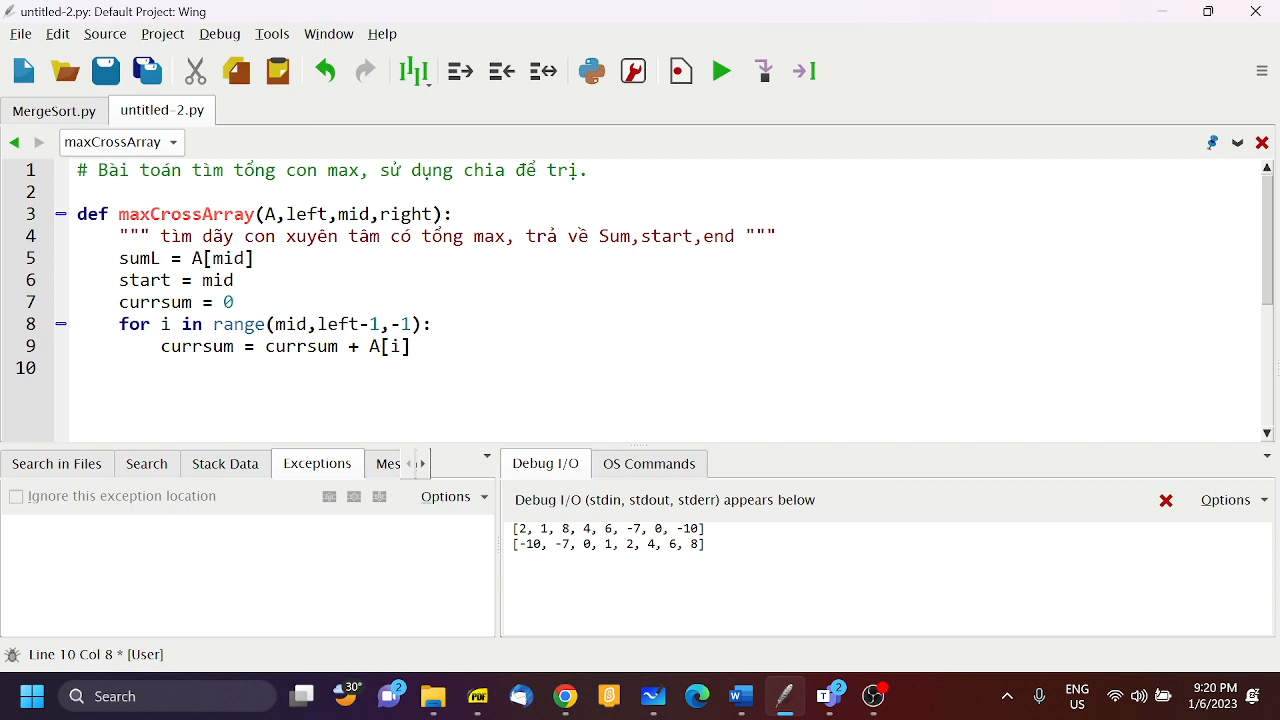 untitled-2.py: Default Project: Wing
File Edit Source Project Debug Tools Window Help
MergeSort.py untitled-2.py
maxCrossArray
1 # Bài toán tìm tổng con max, sử dụng chia để trị.
2
3 def maxCrossArray(A,left,mid,right):
4 """ tìm dãy con xuyên tâm có tổng max, trả về Sum,start,end """
5 sumL = A[mid]
6 start = mid
7 currsum = 0
8 for i in range(mid,left-1,-1):
9 currsum = currsum + A[i]
10
Search in Files Search Stack Data Exceptions Mes
Ignore this exception location Options
Debug I/O OS Commands
Debug I/O (stdin, stdout, stderr) appears below Options
[2, 1, 8, 4, 6, -7, 0, -10]
[-10, -7, 0, 1, 2, 4, 6, 8]
Line 10 Col 8 * [User]
Search 30° 2 PDF 2 ENG US 9:20 PM 1/6/2023